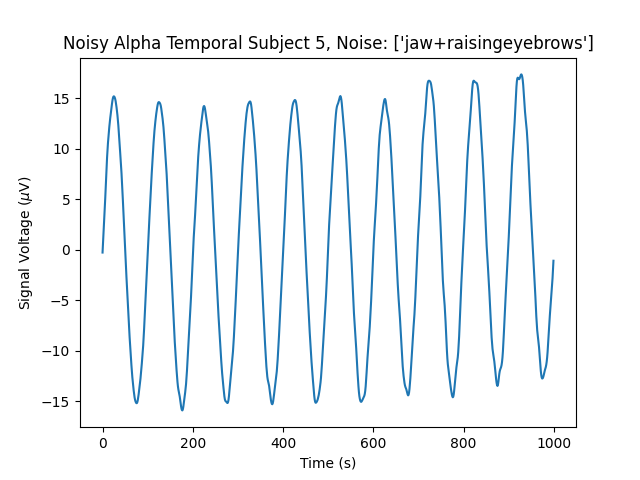 Noisy Alpha Temporal Subject 5, Noise: ['jaw+raisingeyebrows']
Signal Voltage (μV)
15
10
5
0
−5
−10
−15
0 200 400 600 800 1000
Time (s)